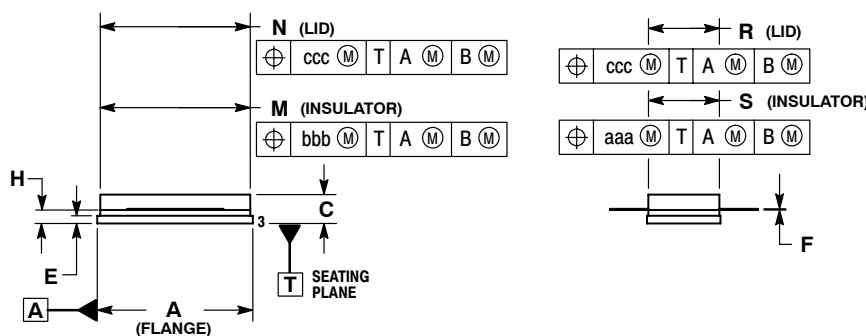 N (LID)
⌖ ccc Ⓜ T A Ⓜ B Ⓜ
M (INSULATOR)
⌖ bbb Ⓜ T A Ⓜ B Ⓜ
R (LID)
⌖ ccc Ⓜ T A Ⓜ B Ⓜ
S (INSULATOR)
⌖ aaa Ⓜ T A Ⓜ B Ⓜ
H
C
3
E
F
T SEATING
PLANE
A
A
(FLANGE)